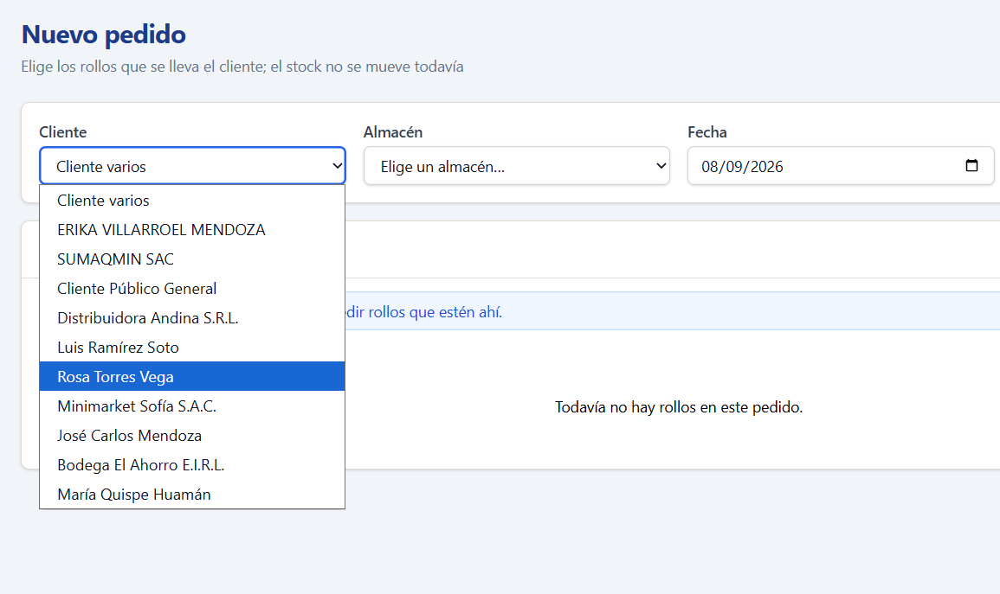 Nuevo pedido
Elige los rollos que se lleva el cliente; el stock no se mueve todavía
Cliente
Almacén
Fecha
Cliente varios
Elige un almacén...
08/09/2026
Cliente varios
ERIKA VILLARROEL MENDOZA
SUMAQMIN SAC
Cliente Público General
Distribuidora Andina S.R.L.
Luis Ramírez Soto
Rosa Torres Vega
Minimarket Sofía S.A.C.
José Carlos Mendoza
Bodega El Ahorro E.I.R.L.
María Quispe Huamán
rollos que estén ahí.
Todavía no hay rollos en este pedido.